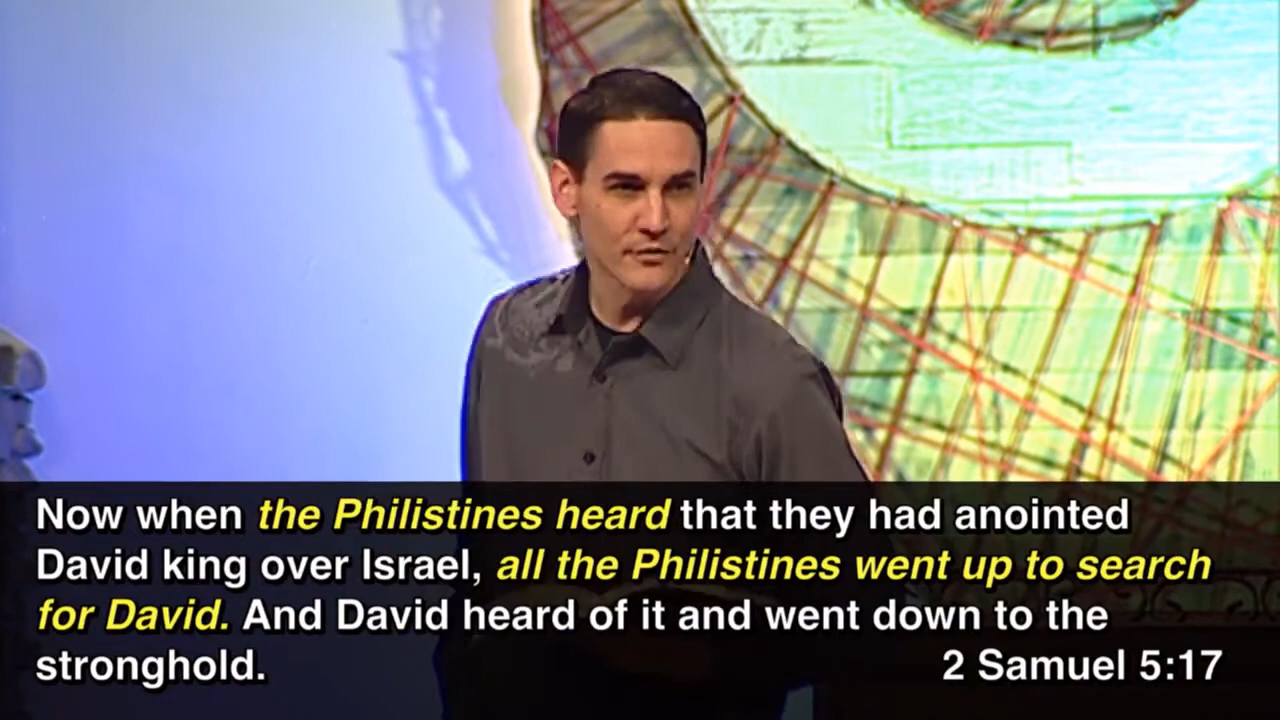 Now when the Philistines heard that they had anointed
David king over Israel, all the Philistines went up to search
for David. And David heard of it and went down to the
stronghold. 2 Samuel 5:17